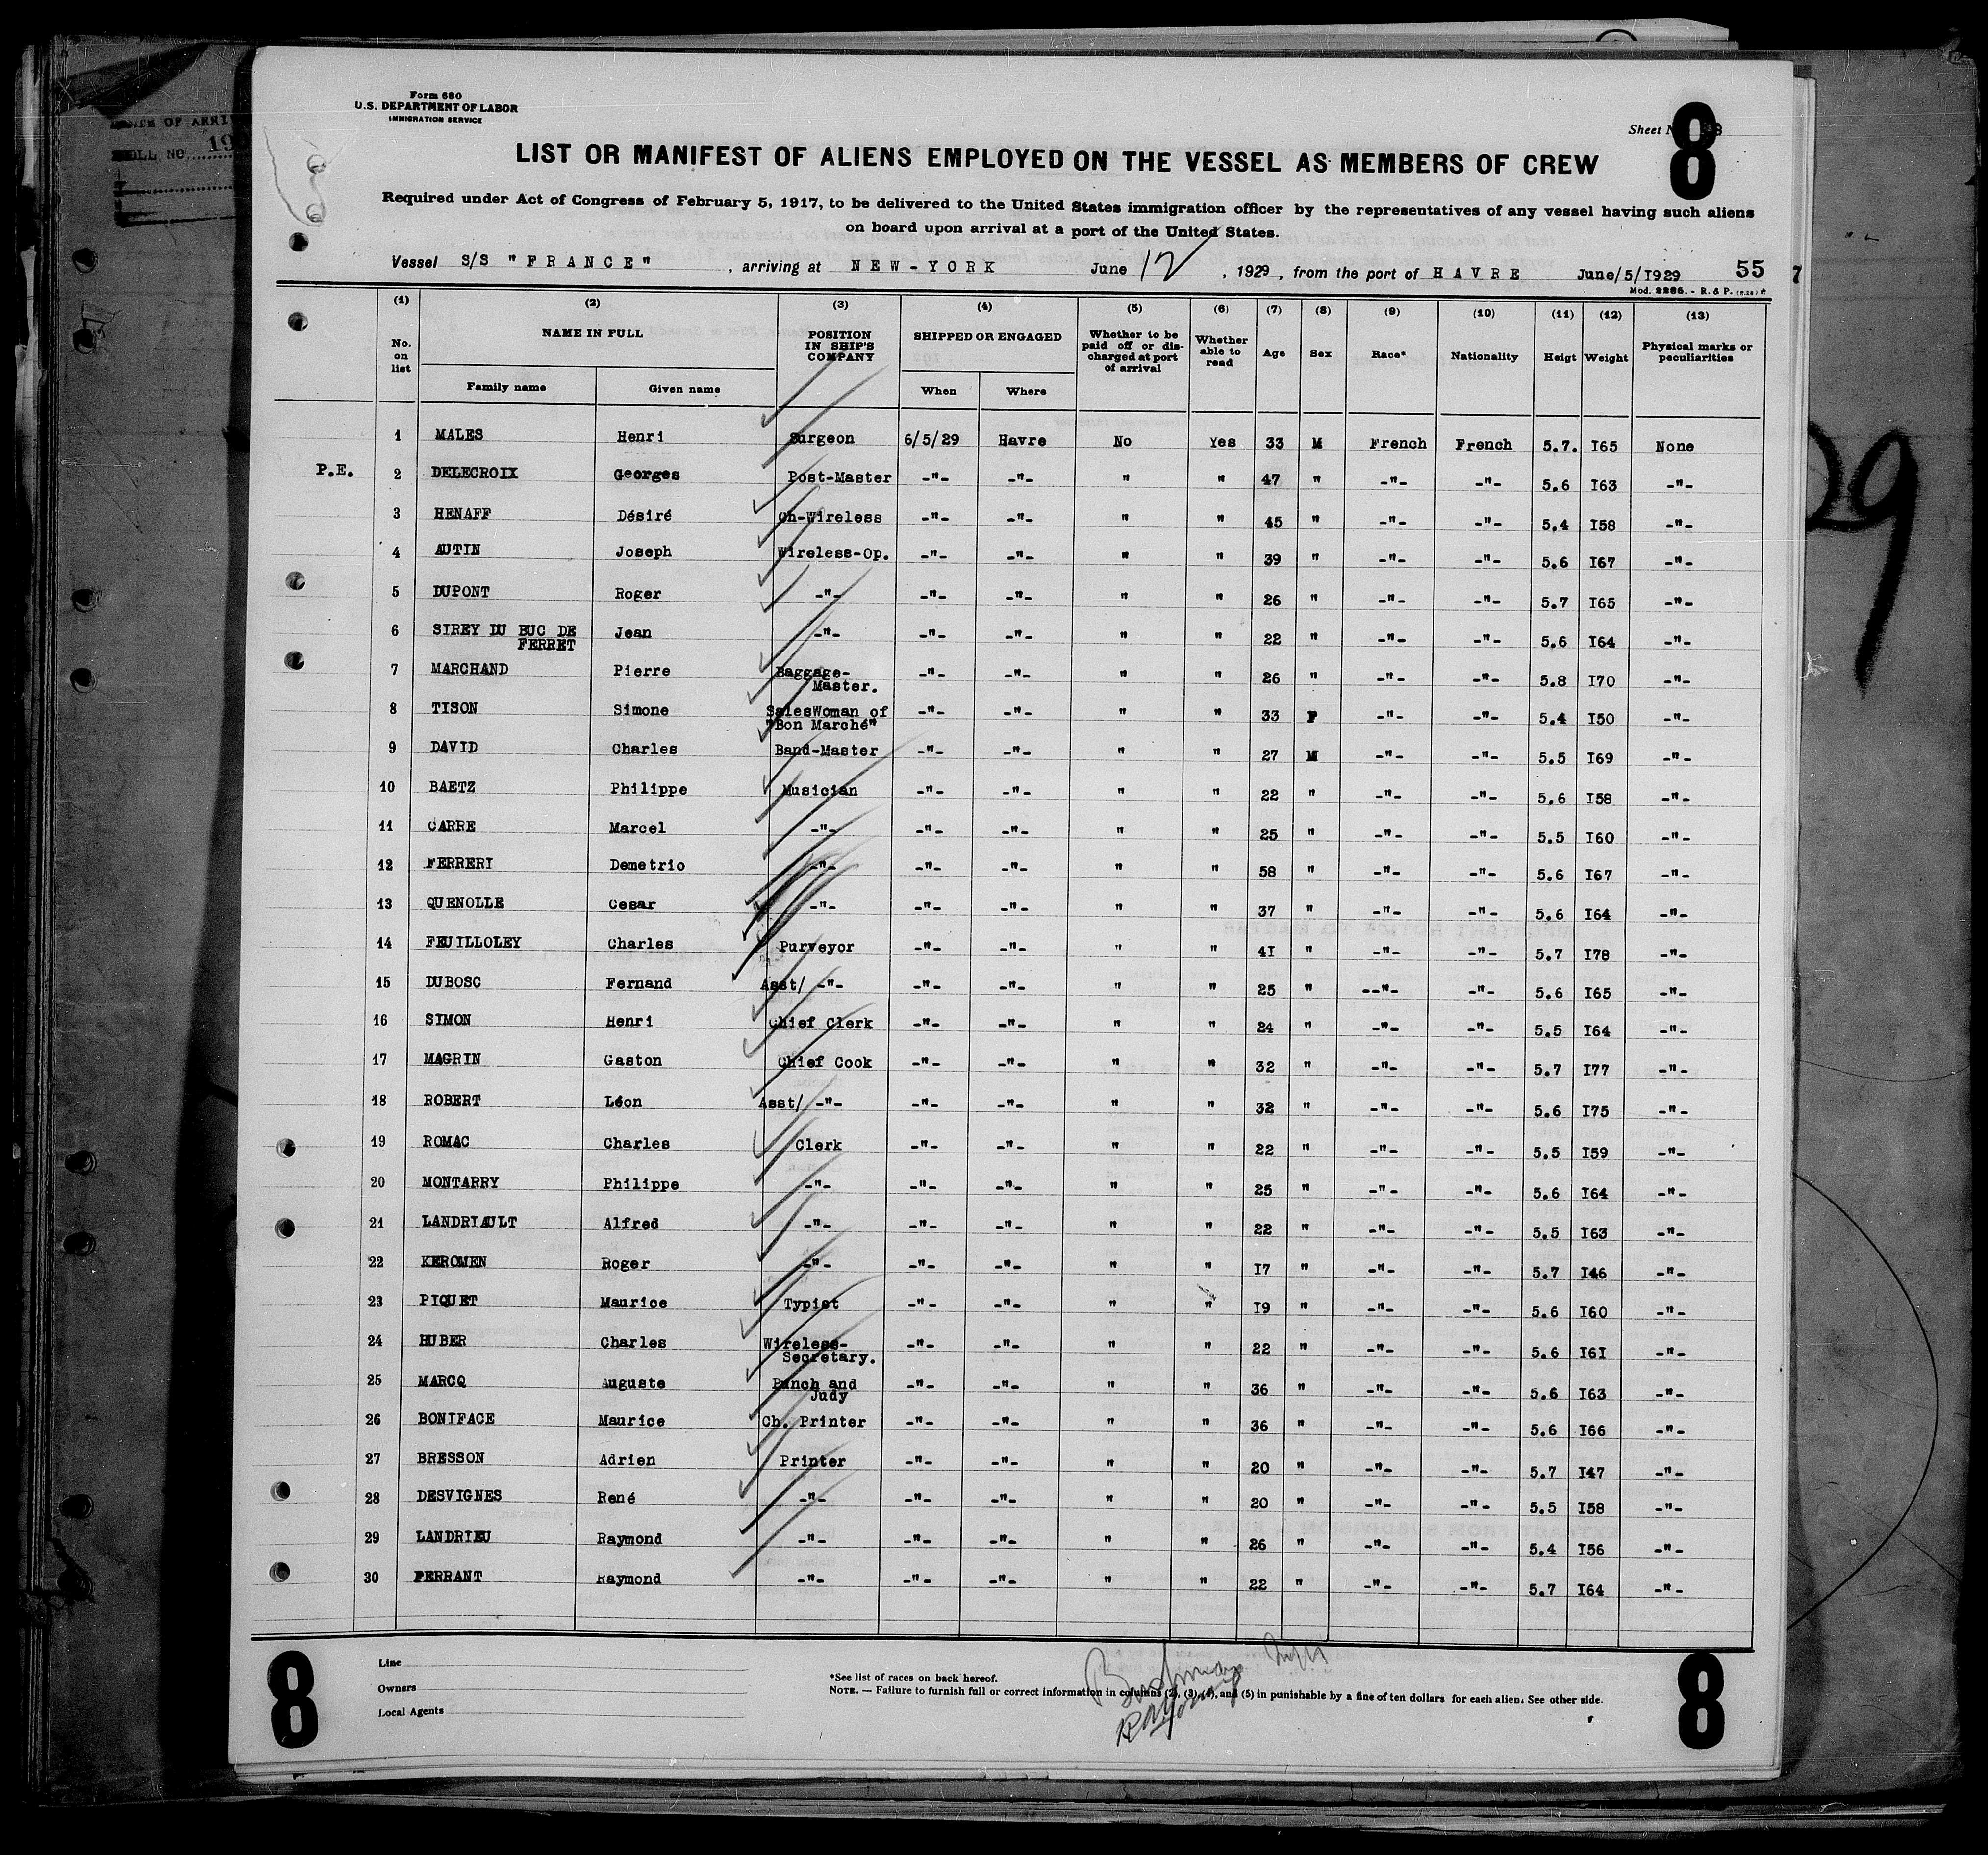 Form 680
U.S. DEPARTMENT OF LABOR
IMMIGRATION SERVICE
Sheet
8
LIST OR MANIFEST OF ALIENS EMPLOYED ON THE VESSEL AS MEMBERS OF CREW
Required under Act of Congress of February 5, 1917, to be delivered to the United States immigration officer by the representatives of any vessel having such aliens
on board upon arrival at a port of the United States.
Vessel S/S "FRANCE", arriving at NEW-YORK June 12, 1929, from the port of HAVRE June/5/I929 55 7
Mod. 2286. - R. & P.
(1) (2) (3) (4) (5) (6) (7) (8) (9) (10) (11) (12) (13)
No. on list NAME IN FULL POSITION IN SHIP'S COMPANY SHIPPED OR ENGAGED Whether to be paid off or discharged at port of arrival Whether able to read Age Sex Race* Nationality Heigt Weight Physical marks or peculiarities
Family name Given name When Where
1 MALES Henri Surgeon 6/5/29 Havre No Yes 33 M French French 5.7. I65 None
P.E. 2 DELECROIX Georges Post-Master -"- -"- " " 47 " -"- -"- 5.6 I63 -"-
3 HENAFF Désiré Ch-Wireless -"- -"- " " 45 " -"- -"- 5.4 I58 -"-
4 AUTIN Joseph Wireless-Op. -"- -"- " " 39 " -"- -"- 5.6 I67 -"-
5 DUPONT Roger -"- -"- -"- " " 26 " -"- -"- 5.7 I65 -"-
6 SIREY DU BUC DE FERRET Jean -"- -"- -"- " " 22 " -"- -"- 5.6 I64 -"-
7 MARCHAND Pierre Baggage-Master. -"- -"- " " 26 " -"- -"- 5.8 I70 -"-
8 TISON Simone SalesWoman of "Bon Marché" -"- -"- " " 33 F -"- -"- 5.4 I50 -"-
9 DAVID Charles Band-Master -"- -"- " " 27 M -"- -"- 5.5 I69 -"-
10 BAETZ Philippe Musician -"- -"- " " 22 " -"- -"- 5.6 I58 -"-
11 CARRE Marcel -"- -"- -"- " " 25 " -"- -"- 5.5 I60 -"-
12 FERRERI Demetrio -"- -"- -"- " " 58 " -"- -"- 5.6 I67 -"-
13 QUENOLLE Cesar -"- -"- -"- " " 37 " -"- -"- 5.6 I64 -"-
14 FEUILLOLEY Charles Purveyor -"- -"- " " 4I " -"- -"- 5.7 I78 -"-
15 DUBOSC Fernand Asst/ -"- -"- -"- " " 25 " --"- -"- 5.6 I65 -"-
16 SIMON Henri Chief Clerk -"- -"- " " 24 " -"- -"- 5.5 I64 -"-
17 MAGRIN Gaston Chief Cook -"- -"- " " 32 " -"- -"- 5.7 I77 -"-
18 ROBERT Léon Asst/ -"- -"- -"- " " 32 " -"- -"- 5.6 I75 -"-
19 ROMAC Charles Clerk -"- -"- " " 22 " -"- -"- 5.5 I59 -"-
20 MONTARRY Philippe -"- -"- -"- " " 25 " -"- -"- 5.6 I64 -"-
21 LANDRIAULT Alfred -"- -"- -"- " " 22 " -"- -"- 5.5 I63 -"-
22 KEROMEN Roger -"- -"- -"- " " I7 " -"- -"- 5.7 I46 -"-
23 PIQUET Maurice Typist -"- -"- " " I9 " -"- -"- 5.6 I60 -"-
24 HUBER Charles Wireless-Secretary. -"- -"- " " 22 " -"- -"- 5.6 I6I -"-
25 MARCQ Auguste Punch and Judy -"- -"- " " 36 " -"- -"- 5.6 I63 -"-
26 BONIFACE Maurice Ch. Printer -"- -"- " " 36 " -"- -"- 5.6 I66 -"-
27 BRESSON Adrien Printer -"- -"- " " 20 " -"- -"- 5.7 I47 -"-
28 DESVIGNES René -"- -"- -"- " " 20 " -"- -"- 5.5 I58 -"-
29 LANDRIEU Raymond -"- -"- -"- " " 26 " -"- -"- 5.4 I56 -"-
30 FERRANT Raymond -"- -"- -"- " " 22 " -"- -"- 5.7 I64 -"-
8
Line
Owners
Local Agents
*See list of races on back hereof.
NOTE. — Failure to furnish full or correct information in columns (2), (3), (4), and (5) in punishable by a fine of ten dollars for each alien. See other side.
8